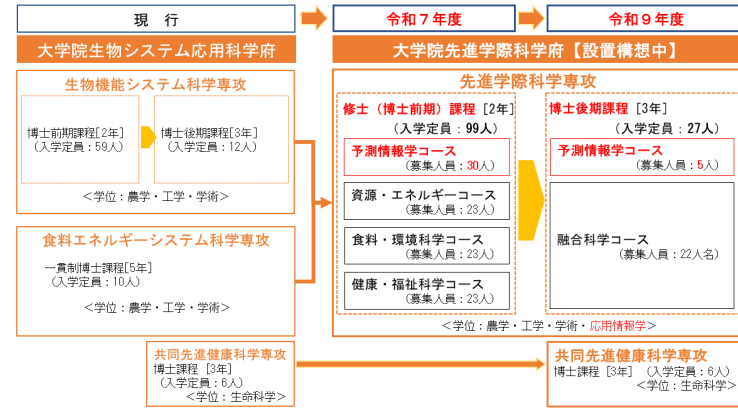 現 行
令和７年度
令和９年度
大学院生物システム応用科学府
大学院先進学際科学府【設置構想中】
生物機能システム科学専攻
博士前期課程[2年]
（入学定員：59人）
博士後期課程[3年]
（入学定員：12人）
＜学位：農学・工学・学術＞
食料エネルギーシステム科学専攻
一貫制博士課程[5年]
（入学定員：10人）
＜学位：農学・工学・学術＞
先進学際科学専攻
修士（博士前期）課程 [2年]
（入学定員：99人）
予測情報学コース
（募集人員：30人）
資源・エネルギーコース
（募集人員：23人）
食料・環境科学コース
（募集人員：23人）
健康・福祉科学コース
（募集人員：23人）
博士後期課程 [3年]
（入学定員：27人）
予測情報学コース
（募集人員：5人）
融合科学コース
（募集人員：22人名）
＜学位：農学・工学・学術・応用情報学＞
共同先進健康科学専攻
博士課程 [3年]
（入学定員：6人）
＜学位：生命科学＞
共同先進健康科学専攻
博士課程 [3年] （入学定員：6人）
＜学位：生命科学＞